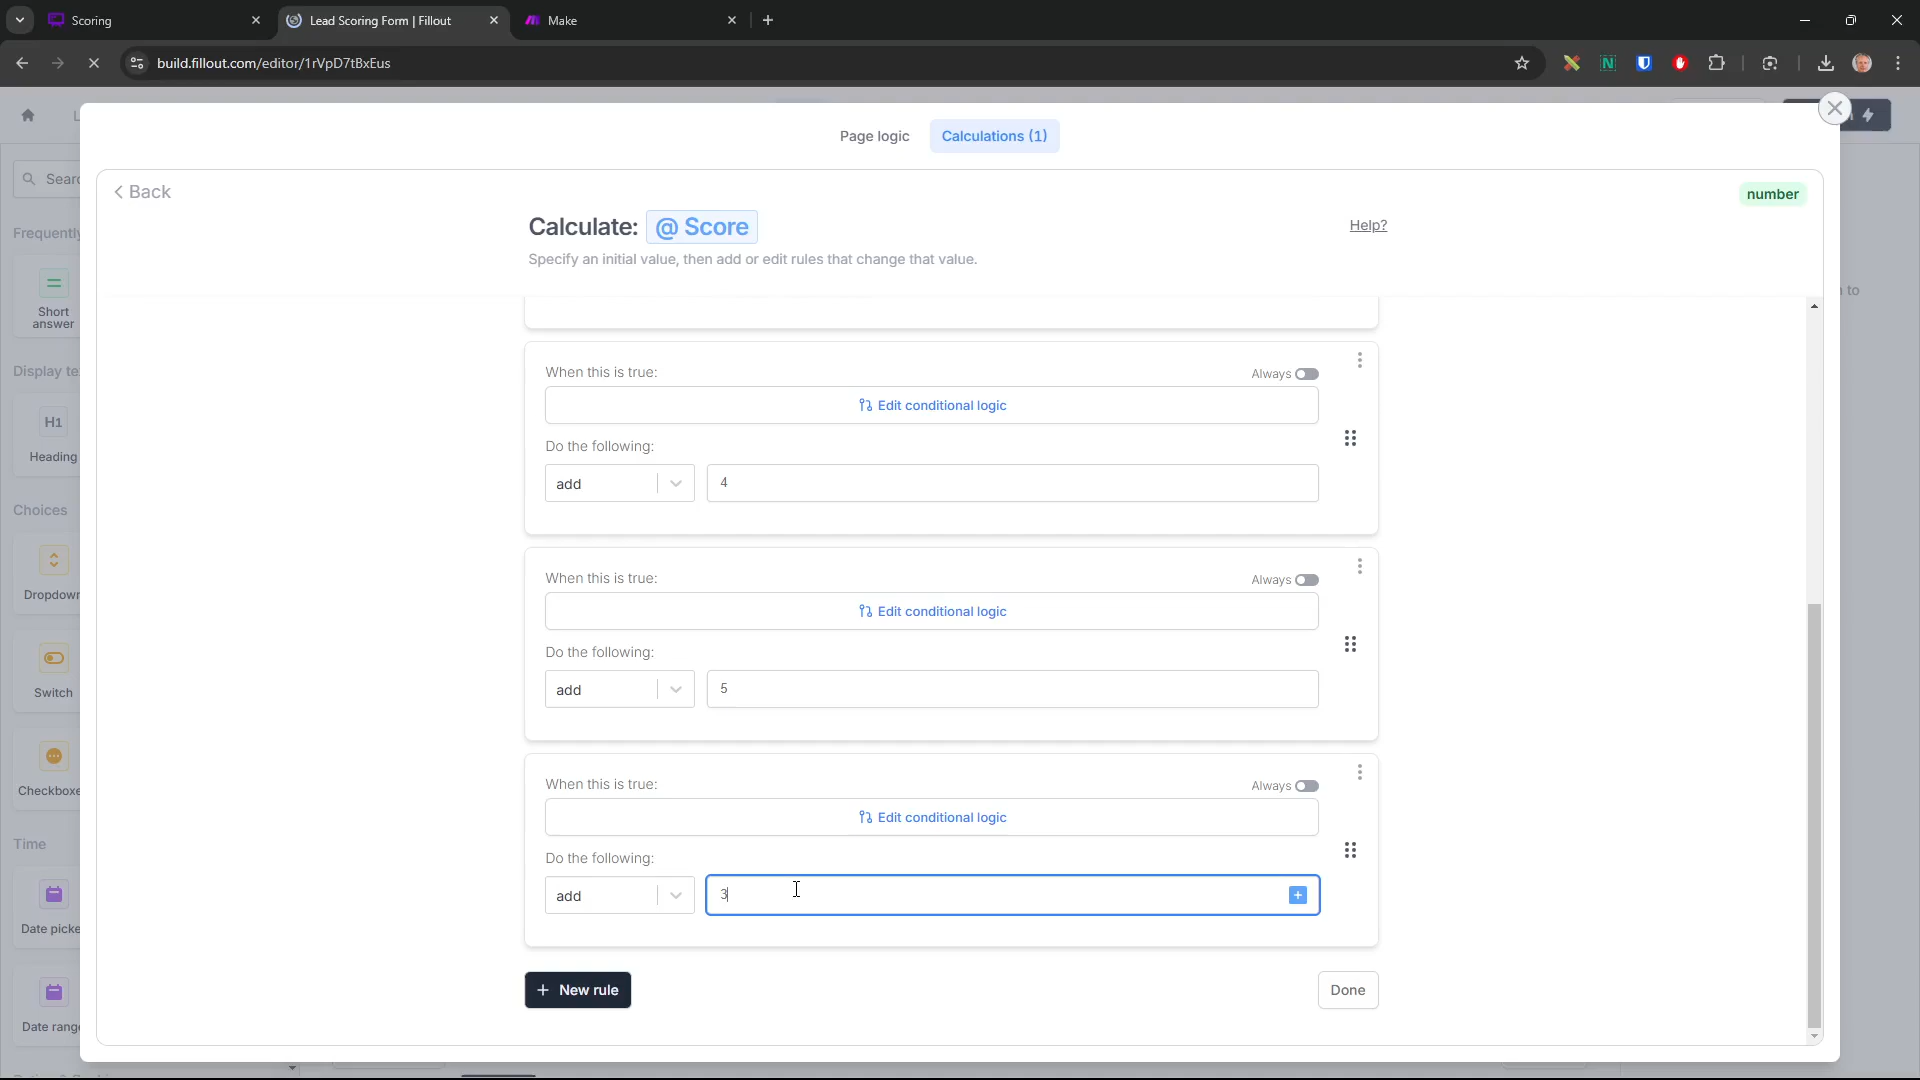 Scoring
Lead Scoring Form | Fillout
Make
build.fillout.com/editor/1rVpD7tBxEus
Page logic
Calculations (1)
Sear
Back
number
Frequently
Calculate: @ Score
Help?
Specify an initial value, then add or edit rules that change that value.
to
Short
answer
Display te
When this is true:
Always
Edit conditional logic
H1
Heading
Do the following:
add
4
Choices
When this is true:
Always
Edit conditional logic
Dropdown
Do the following:
add
5
Switch
When this is true:
Always
Checkboxe
Edit conditional logic
Time
Do the following:
add
3
Date picke
New rule
Done
Date range